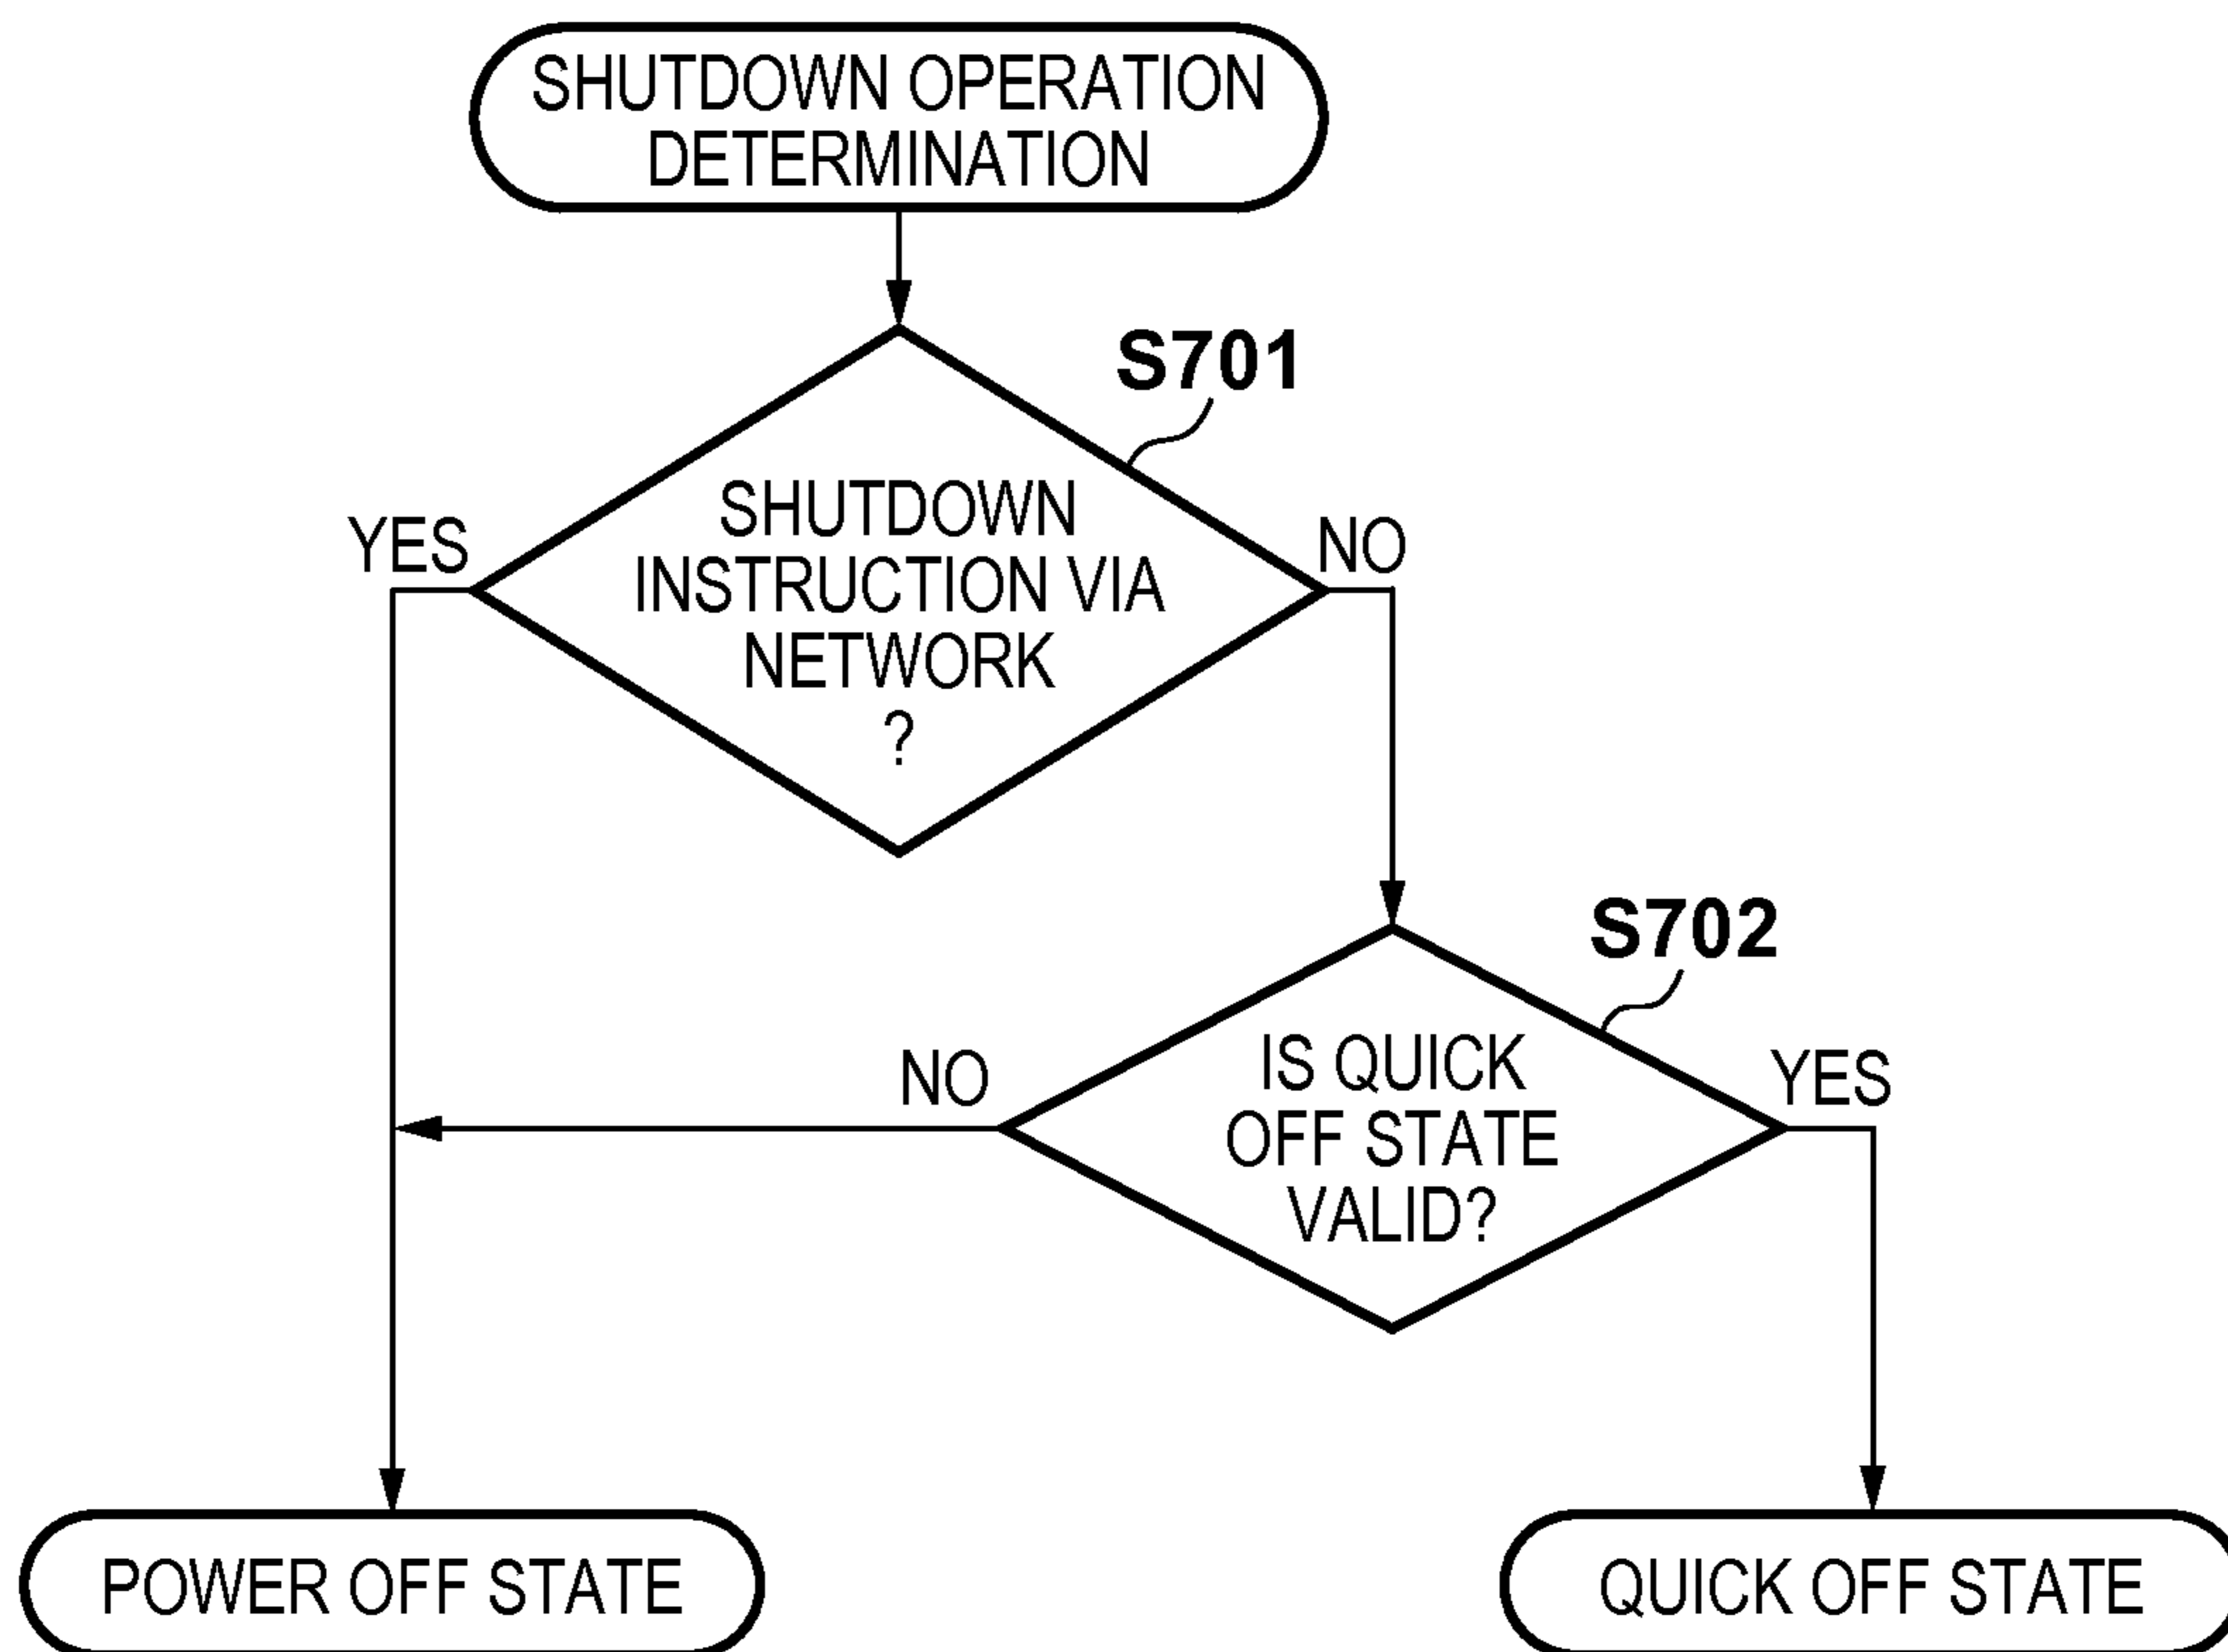 SHUTDOWN OPERATION
DETERMINATION
S701
SHUTDOWN
INSTRUCTION VIA
NETWORK
?
YES
NO
S702
IS QUICK
OFF STATE
VALID?
NO
YES
POWER OFF STATE
QUICK OFF STATE